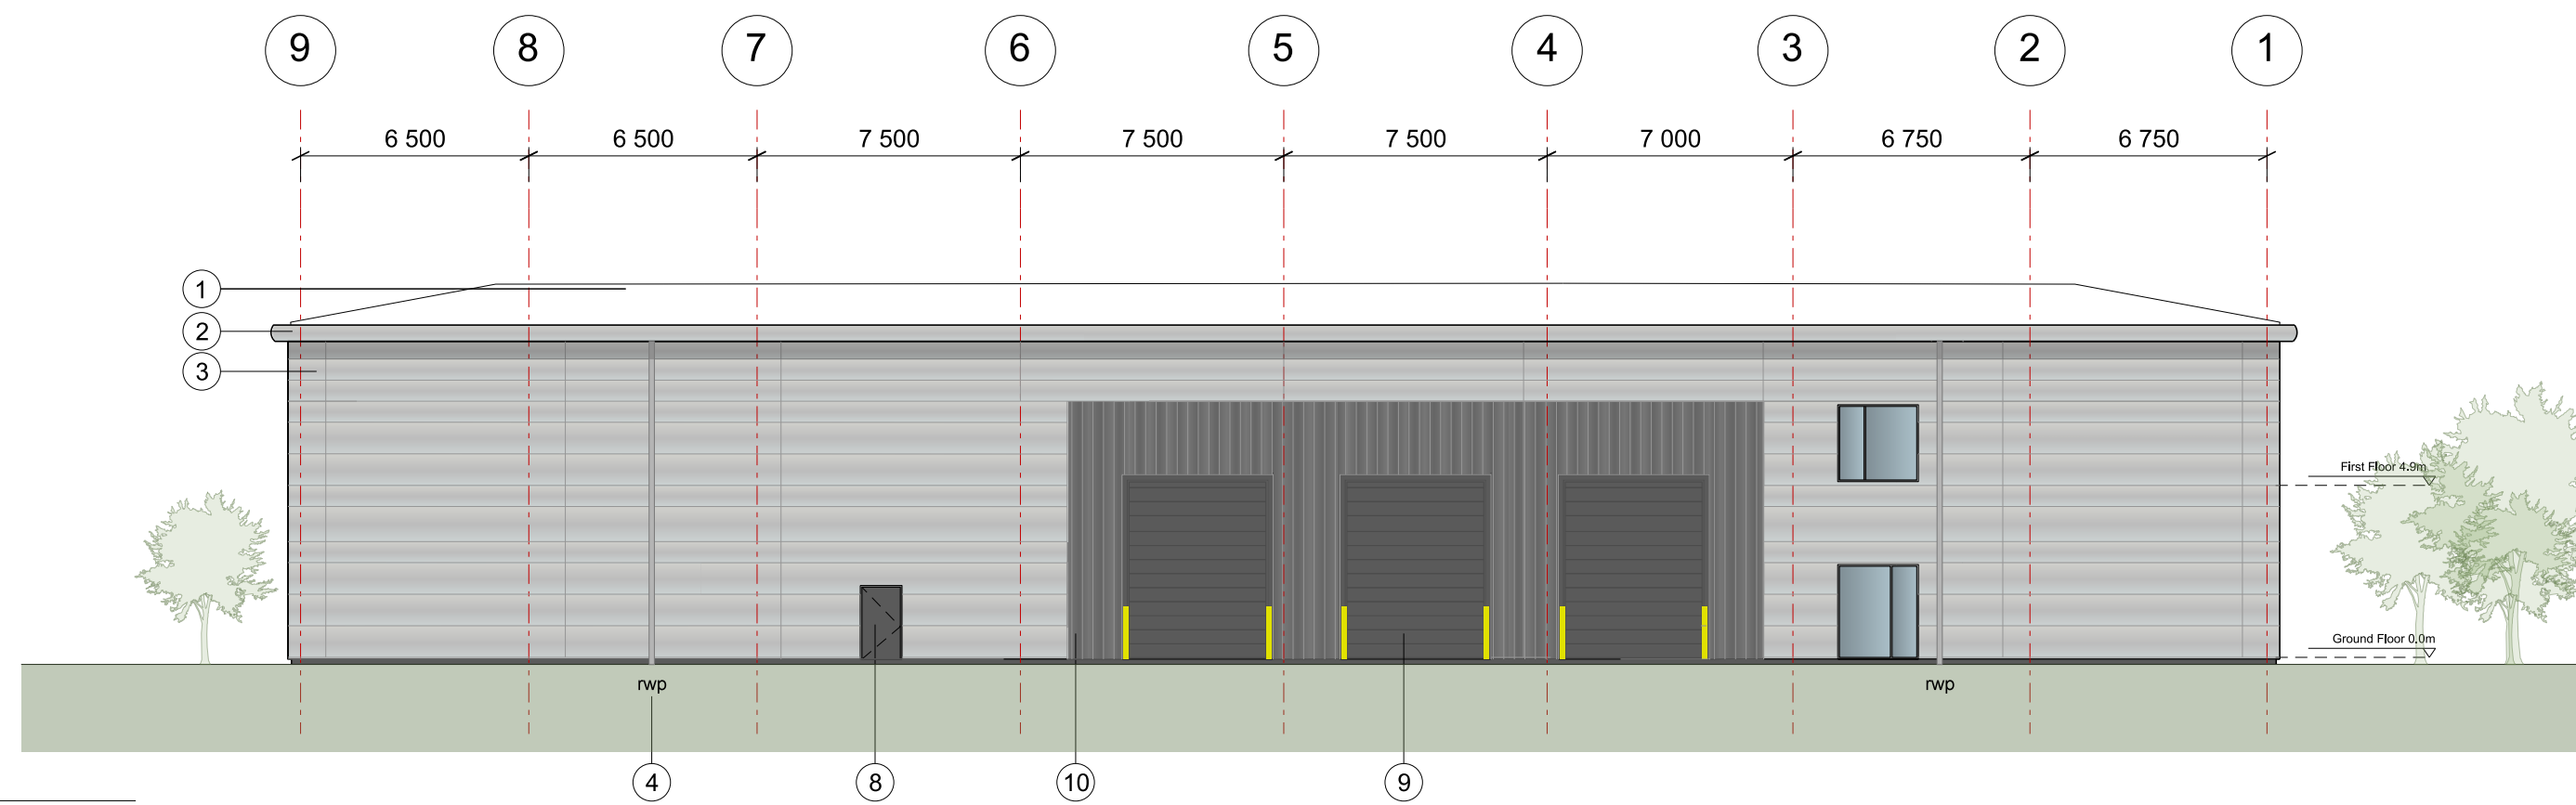 9 8 7 6 5 4 3 2 1
6 500 6 500 7 500 7 500 7 500 7 000 6 750 6 750
1
2
3
First Floor 4.9m
Ground Floor 0.0m
rwp rwp
4 8 10 9